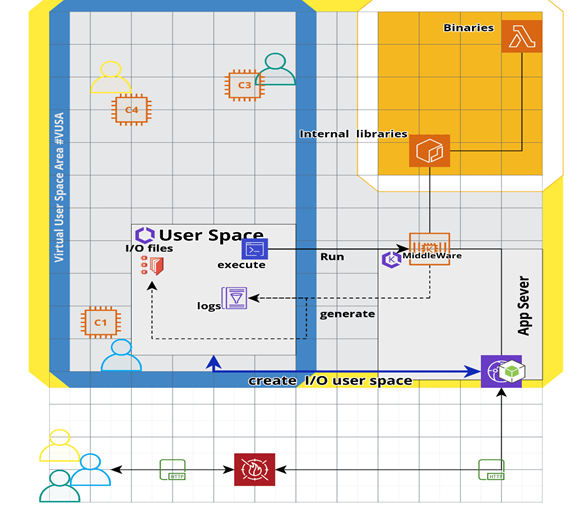 Binaries
C4
C3
Internal libraries
Virtual User Space Area #VUSA
User Space
I/O files
execute
Run
K
MiddleWare
logs
generate
App Sever
C1
create I/O user space
HTTP
HTTP